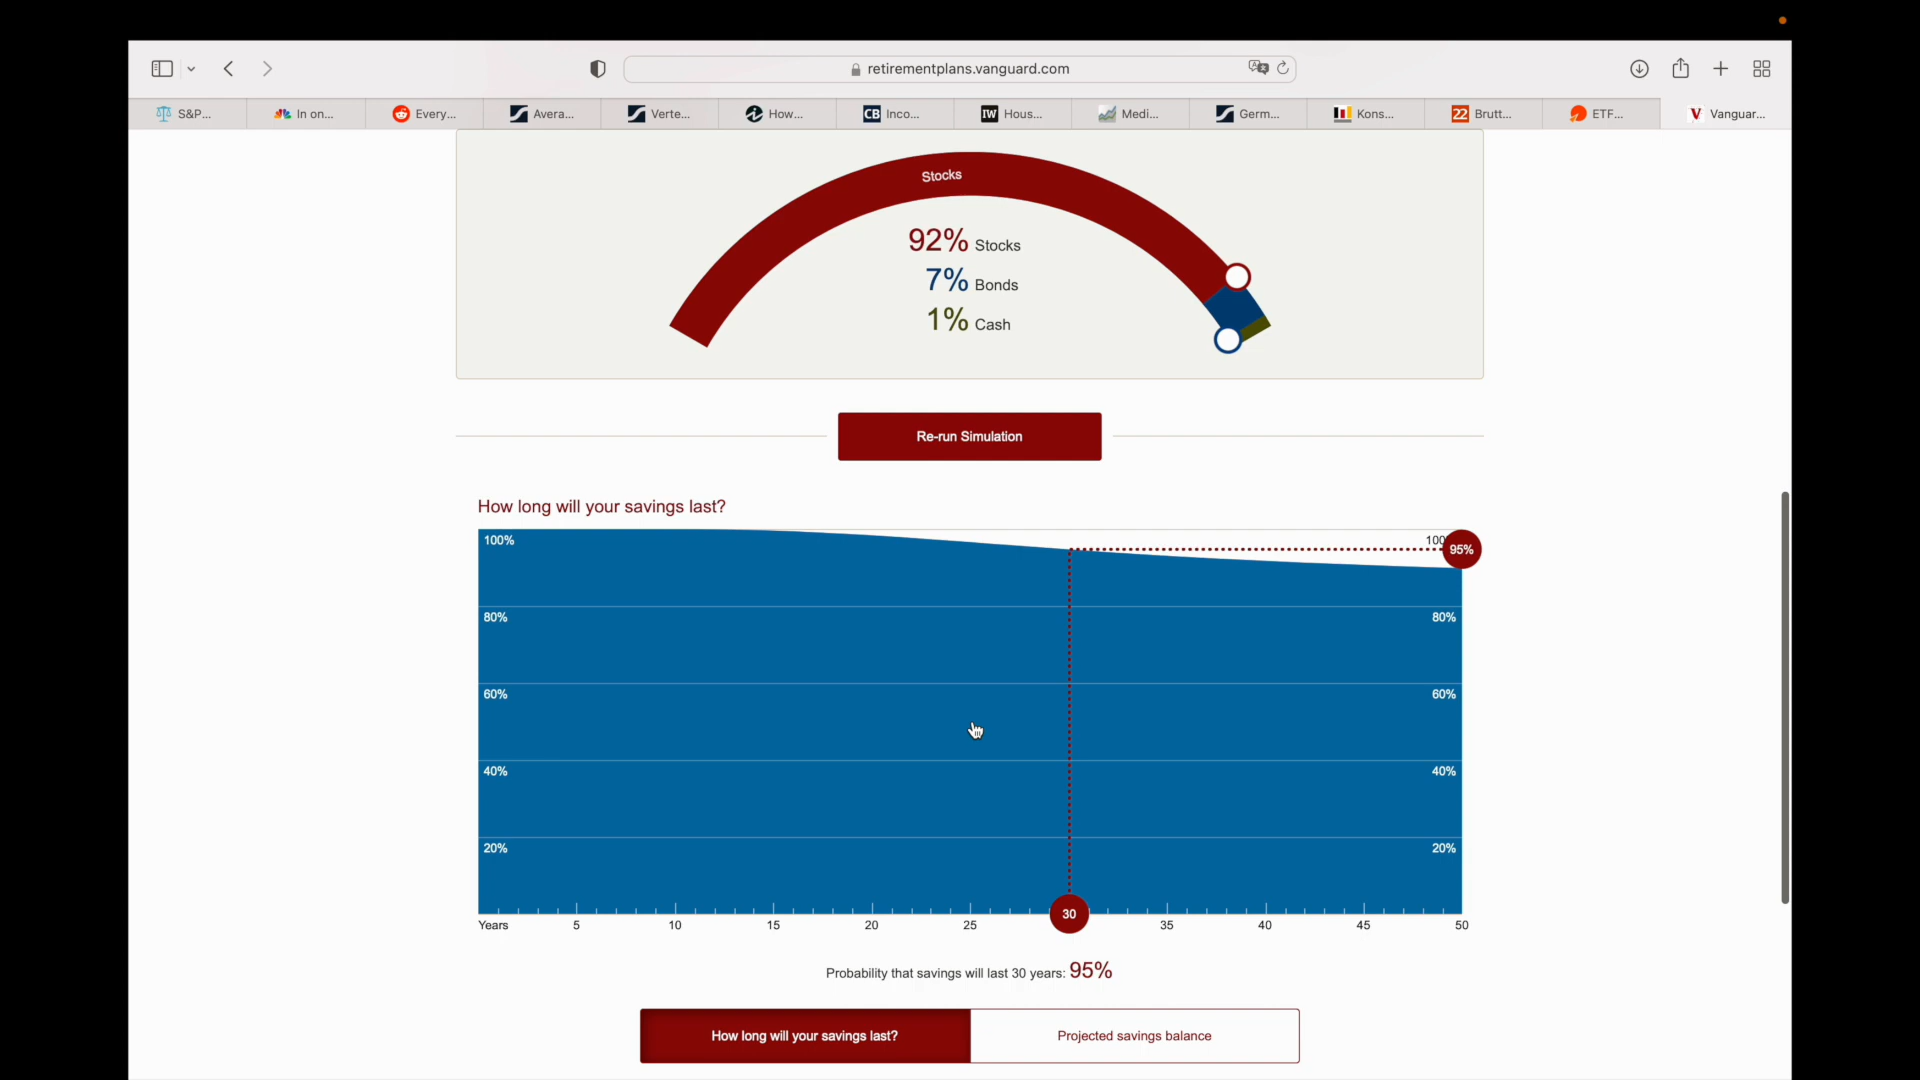 retirementplans.vanguard.com
S&P...
In on...
Every...
Avera...
Verte...
How...
CB Inco...
IW Hous...
Medi...
Germ...
Kons...
22 Brutt...
ETF...
V Vanguar...
Stocks
92% Stocks
7% Bonds
1% Cash
Re-run Simulation
How long will your savings last?
100% 100
95%
80% 80%
60% 60%
40% 40%
20% 20%
30
Years 5 10 15 20 25 35 40 45 50
Probability that savings will last 30 years: 95%
How long will your savings last? Projected savings balance